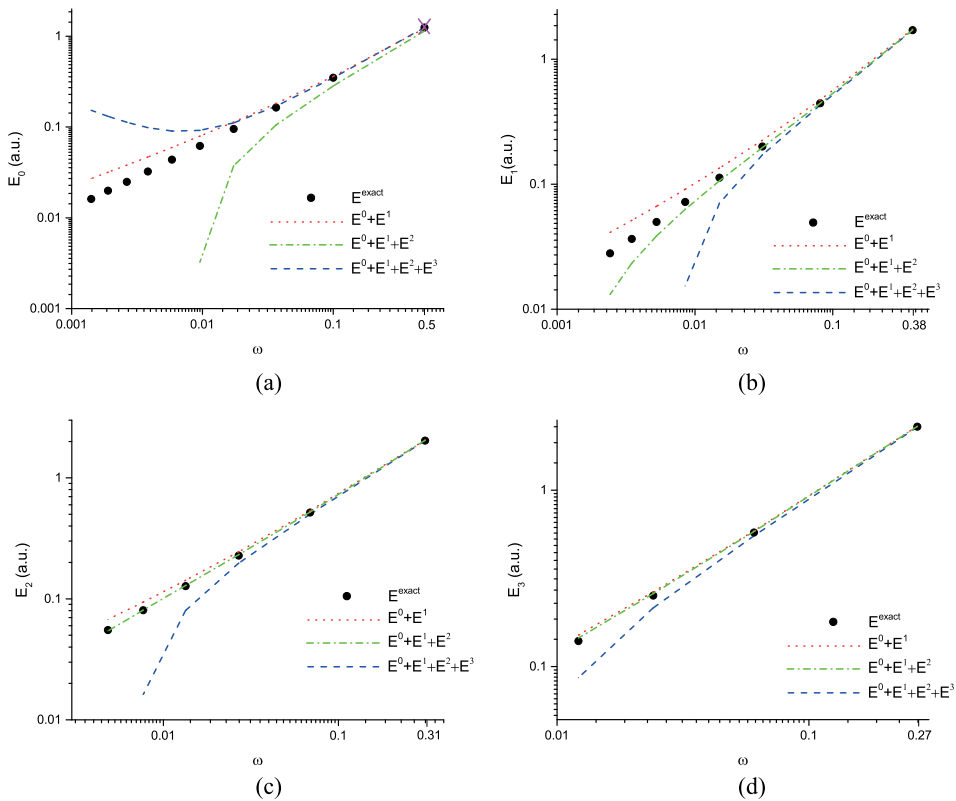 1
0.1
0.01
0.001
E₀ (a.u.)
0.001 0.01 0.1 0.5
ω
E^exact
E⁰+E¹
E⁰+E¹+E²
E⁰+E¹+E²+E³
(a)
1
0.1
0.01
E₁(a.u.)
0.001 0.01 0.1 0.38
ω
E^exact
E⁰+E¹
E⁰+E¹+E²
E⁰+E¹+E²+E³
(b)
1
0.1
0.01
E₂ (a.u.)
0.01 0.1 0.31
ω
E^exact
E⁰+E¹
E⁰+E¹+E²
E⁰+E¹+E²+E³
(c)
1
0.1
E₃ (a.u.)
0.01 0.1 0.27
ω
E^exact
E⁰+E¹
E⁰+E¹+E²
E⁰+E¹+E²+E³
(d)